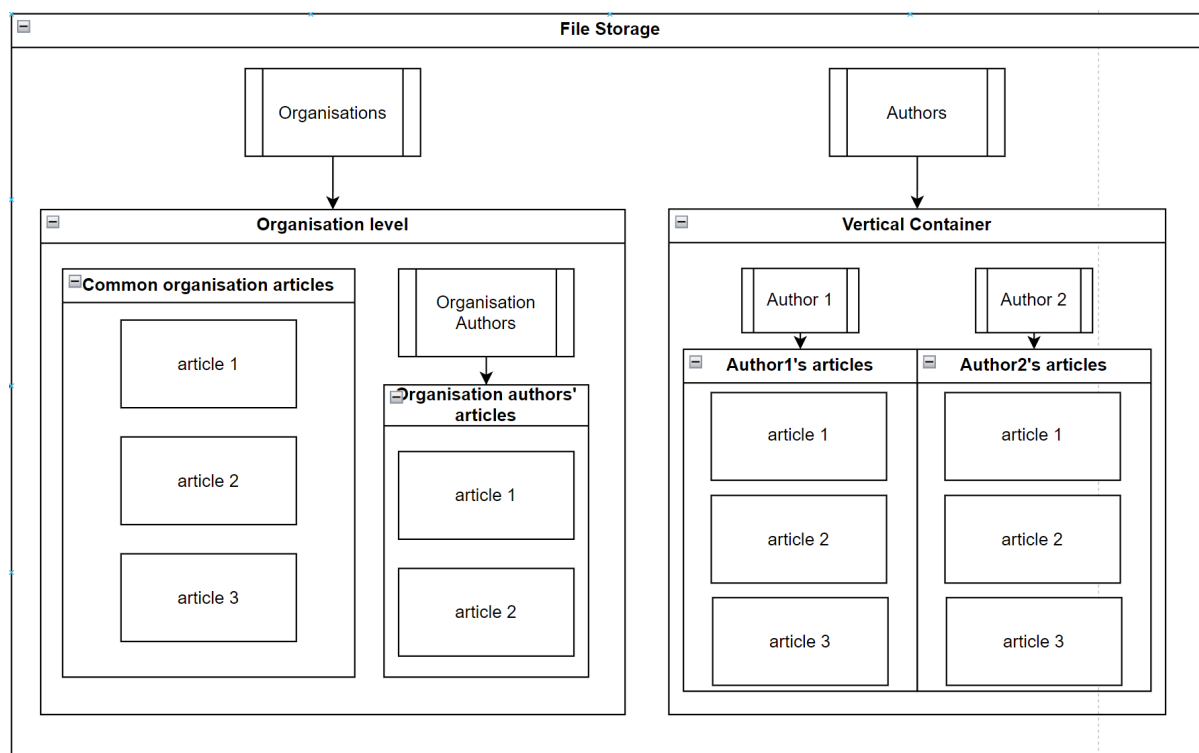 File Storage
Organisations
Authors
Organisation level
Vertical Container
Common organisation articles
article 1
article 2
article 3
Organisation
Authors
Organisation authors'
articles
article 1
article 2
Author 1
Author 2
Author1's articles
Author2's articles
article 1
article 2
article 3
article 1
article 2
article 3